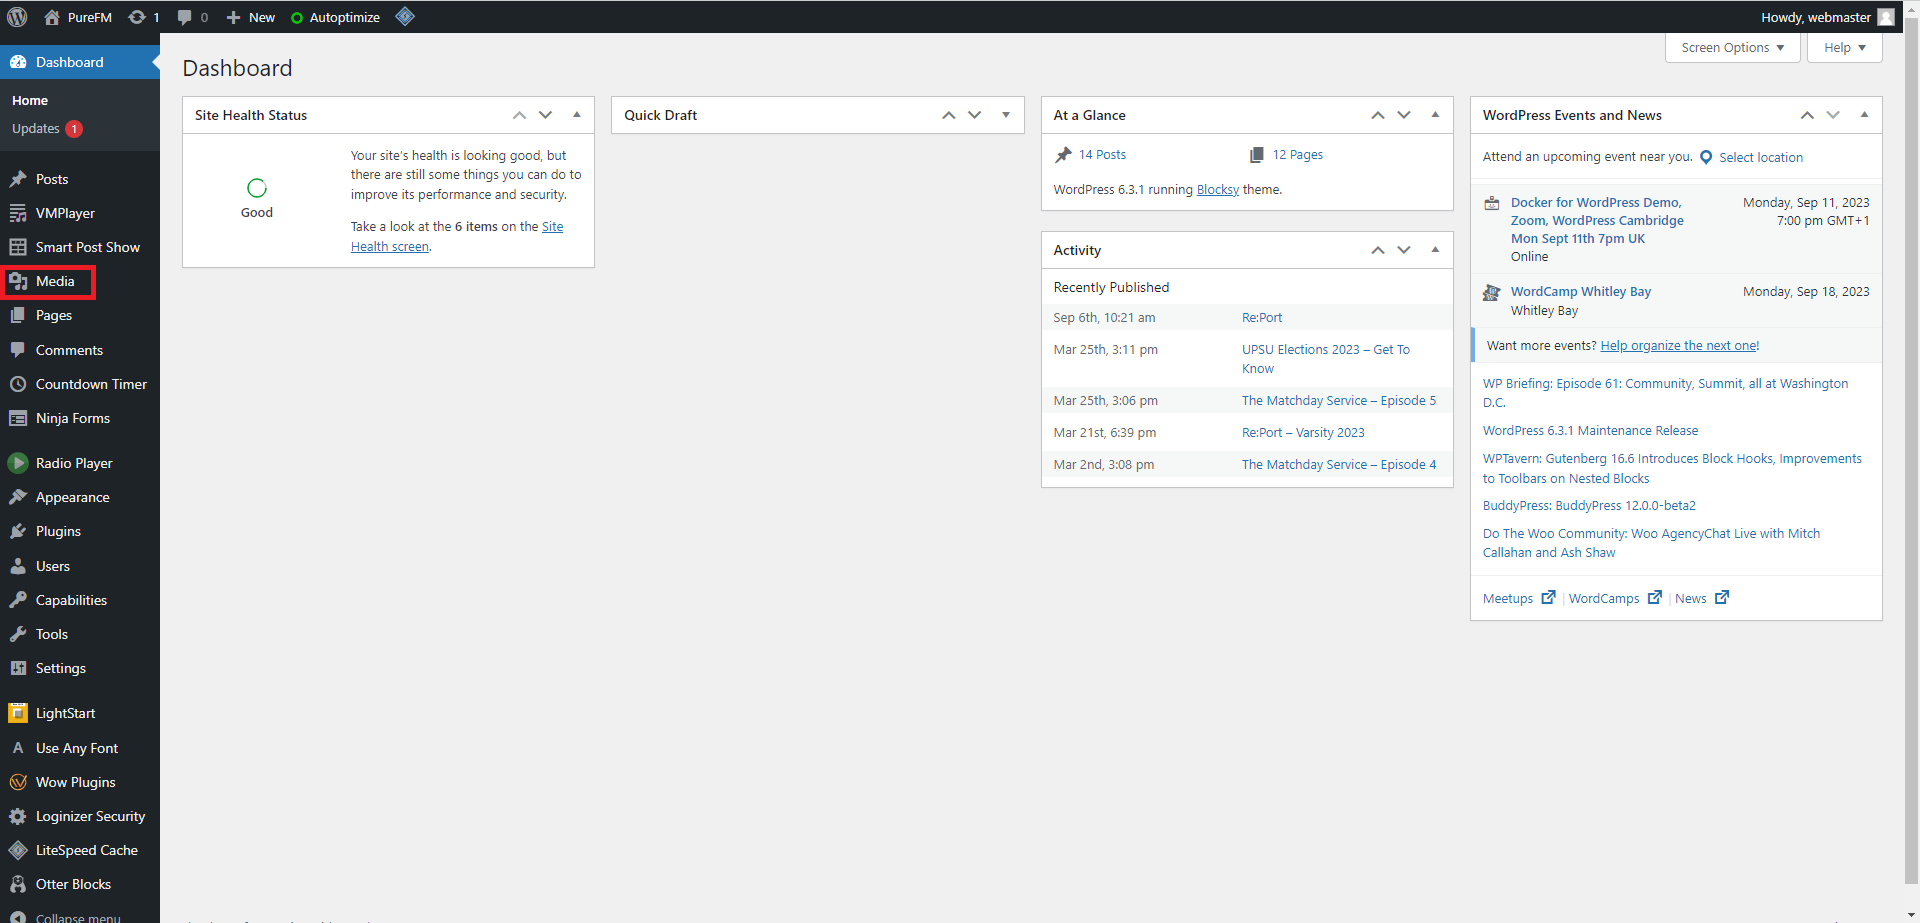 PureFM 1 0 New Autoptimize Howdy, webmaster
Screen Options Help
Dashboard
Home
Updates 1
Posts
VMPlayer
Smart Post Show
Media
Pages
Comments
Countdown Timer
Ninja Forms
Radio Player
Appearance
Plugins
Users
Capabilities
Tools
Settings
LightStart
A Use Any Font
Wow Plugins
Loginizer Security
LiteSpeed Cache
Otter Blocks
Collapse menu
Dashboard
Site Health Status
Good
Your site's health is looking good, but
there are still some things you can do to
improve its performance and security.
Take a look at the 6 items on the Site
Health screen.
Quick Draft
At a Glance
14 Posts 12 Pages
WordPress 6.3.1 running Blocksy theme.
Activity
Recently Published
Sep 6th, 10:21 am Re:Port
Mar 25th, 3:11 pm UPSU Elections 2023 – Get To
Know
Mar 25th, 3:06 pm The Matchday Service – Episode 5
Mar 21st, 6:39 pm Re:Port – Varsity 2023
Mar 2nd, 3:08 pm The Matchday Service – Episode 4
WordPress Events and News
Attend an upcoming event near you. Select location
Docker for WordPress Demo, Monday, Sep 11, 2023
Zoom, WordPress Cambridge 7:00 pm GMT+1
Mon Sept 11th 7pm UK
Online
WordCamp Whitley Bay Monday, Sep 18, 2023
Whitley Bay
Want more events? Help organize the next one!
WP Briefing: Episode 61: Community, Summit, all at Washington
D.C.
WordPress 6.3.1 Maintenance Release
WPTavern: Gutenberg 16.6 Introduces Block Hooks, Improvements
to Toolbars on Nested Blocks
BuddyPress: BuddyPress 12.0.0-beta2
Do The Woo Community: Woo AgencyChat Live with Mitch
Callahan and Ash Shaw
Meetups | WordCamps | News